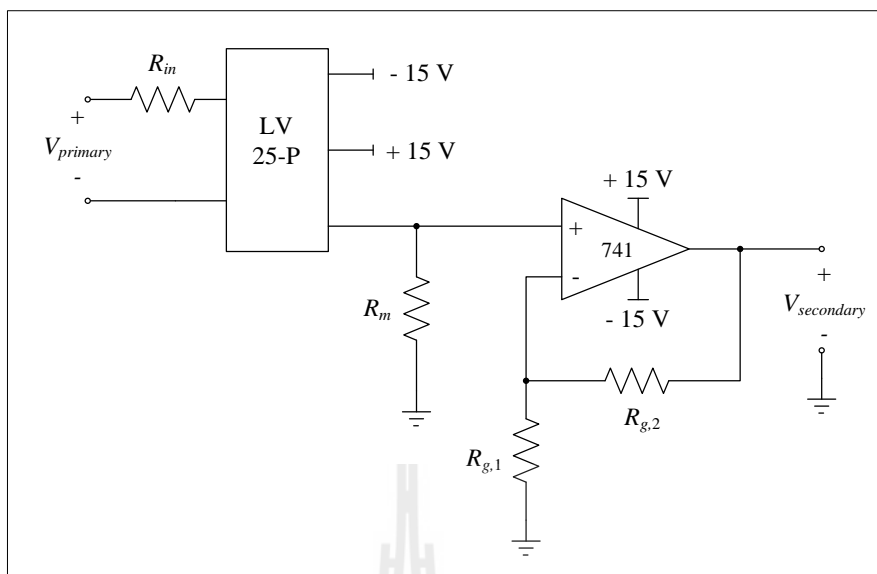 R_in
+
V_primary
-
LV
25-P
- 15 V
+ 15 V
R_m
+ 15 V
+
741
-
- 15 V
+
V_secondary
-
R_g,2
R_g,1